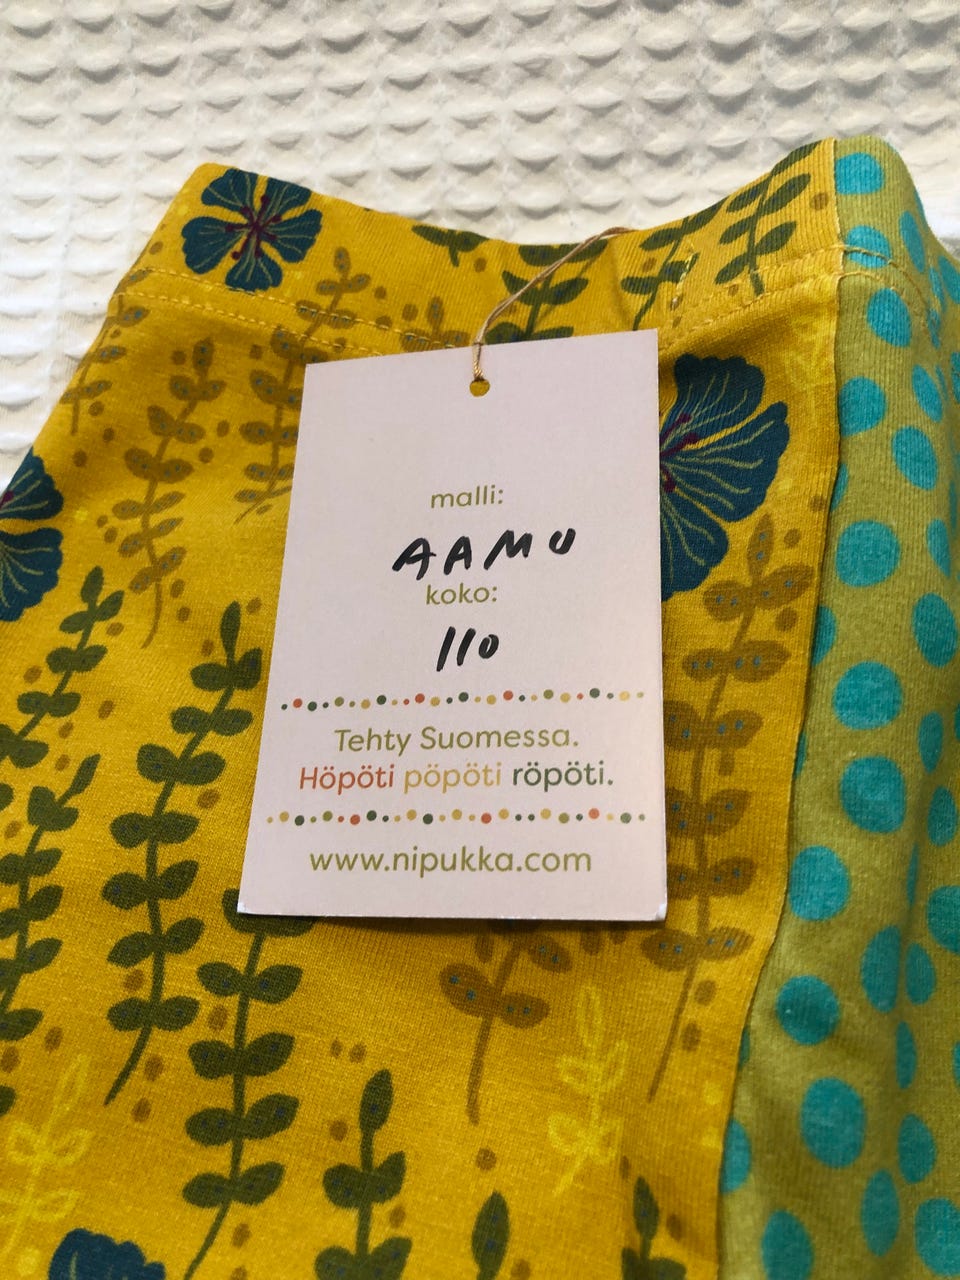 malli:
AAMU
koko:
110
Tehty Suomessa.
Höpöti pöpöti röpöti.
www.nipukka.com